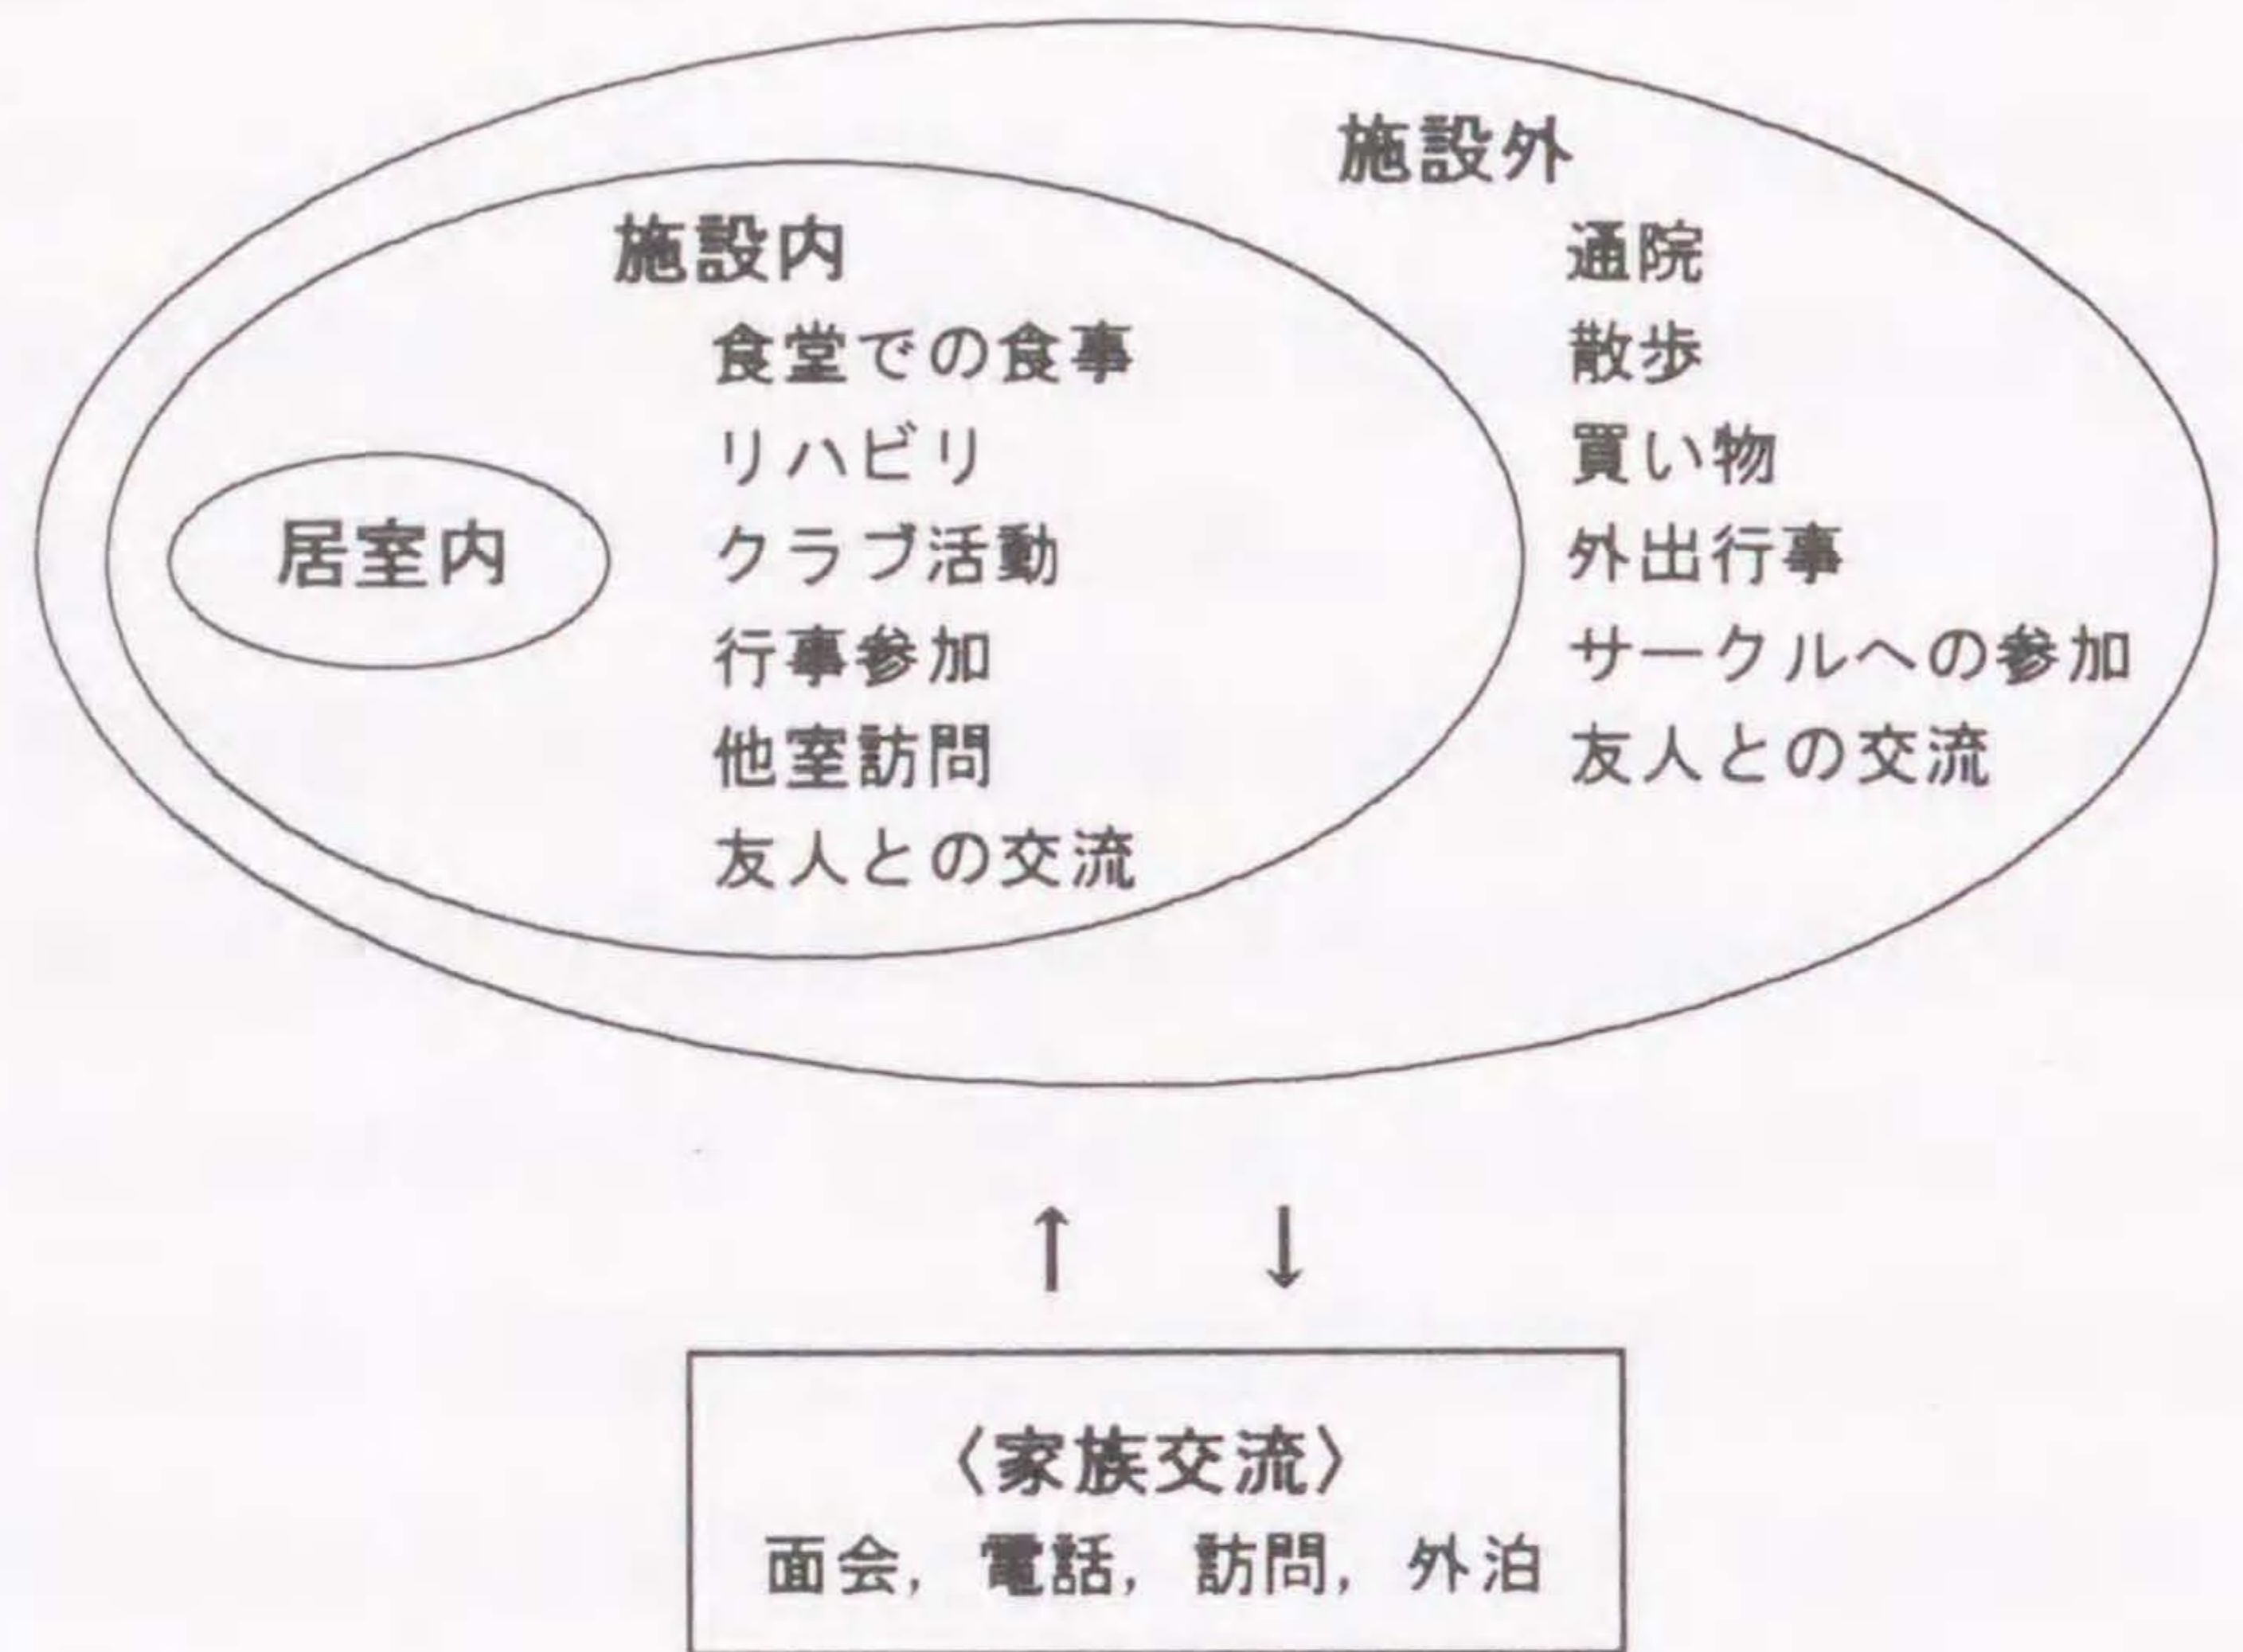 施設外
通院
散歩
買い物
外出行事
サークルへの参加
友人との交流
施設内
食堂での食事
リハビリ
クラブ活動
行事参加
他室訪問
友人との交流
居室内
↑ ↓
〈家族交流〉
面会, 電話, 訪問, 外泊